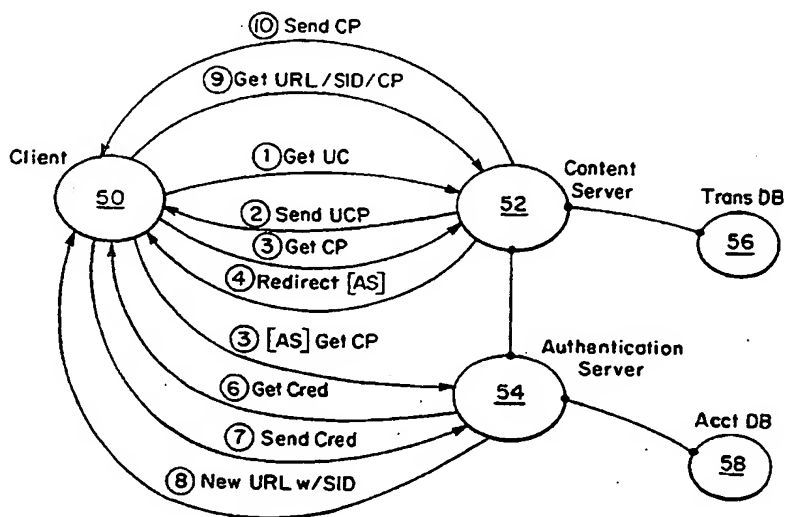 ⑩ Send CP
⑨ Get URL/SID/CP
Client
① Get UC
Content
Server
50
52
Trans DB
② Send UCP
56
③ Get CP
④ Redirect [AS]
③ [AS] Get CP
Authentication
Server
⑥ Get Cred
54
Acct DB
⑦ Send Cred
58
⑧ New URL w/SID